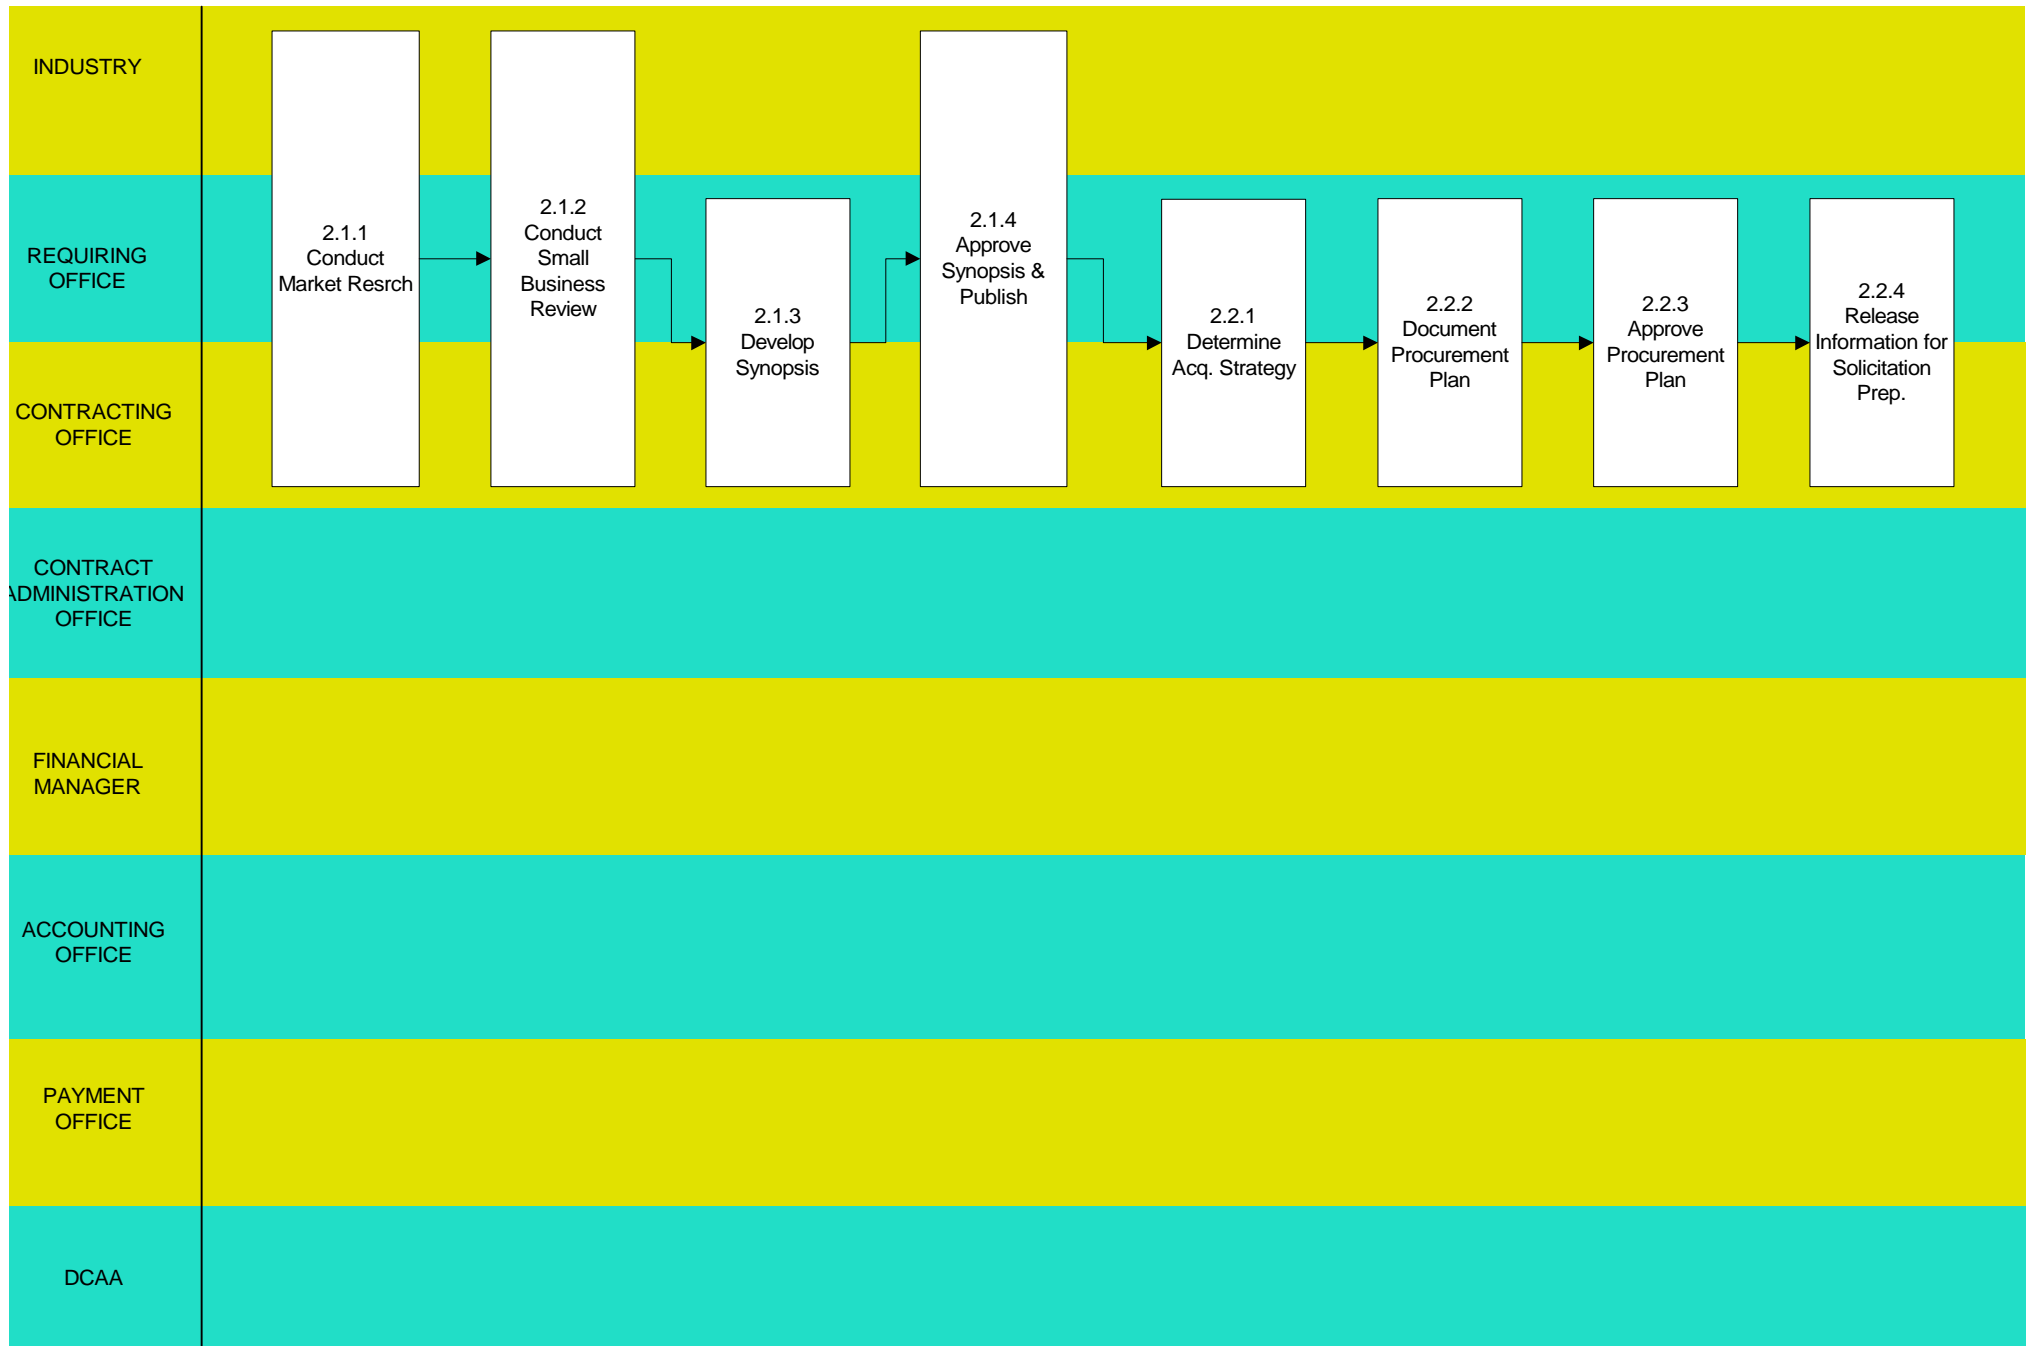 INDUSTRY
REQUIRING
OFFICE
CONTRACTING
OFFICE
CONTRACT
ADMINISTRATION
OFFICE
FINANCIAL
MANAGER
ACCOUNTING
OFFICE
PAYMENT
OFFICE
DCAA
2.1.1
Conduct
Market Resrch
2.1.2
Conduct
Small
Business
Review
2.1.3
Develop
Synopsis
2.1.4
Approve
Synopsis &
Publish
2.2.1
Determine
Acq. Strategy
2.2.2
Document
Procurement
Plan
2.2.3
Approve
Procurement
Plan
2.2.4
Release
Information for
Solicitation
Prep.